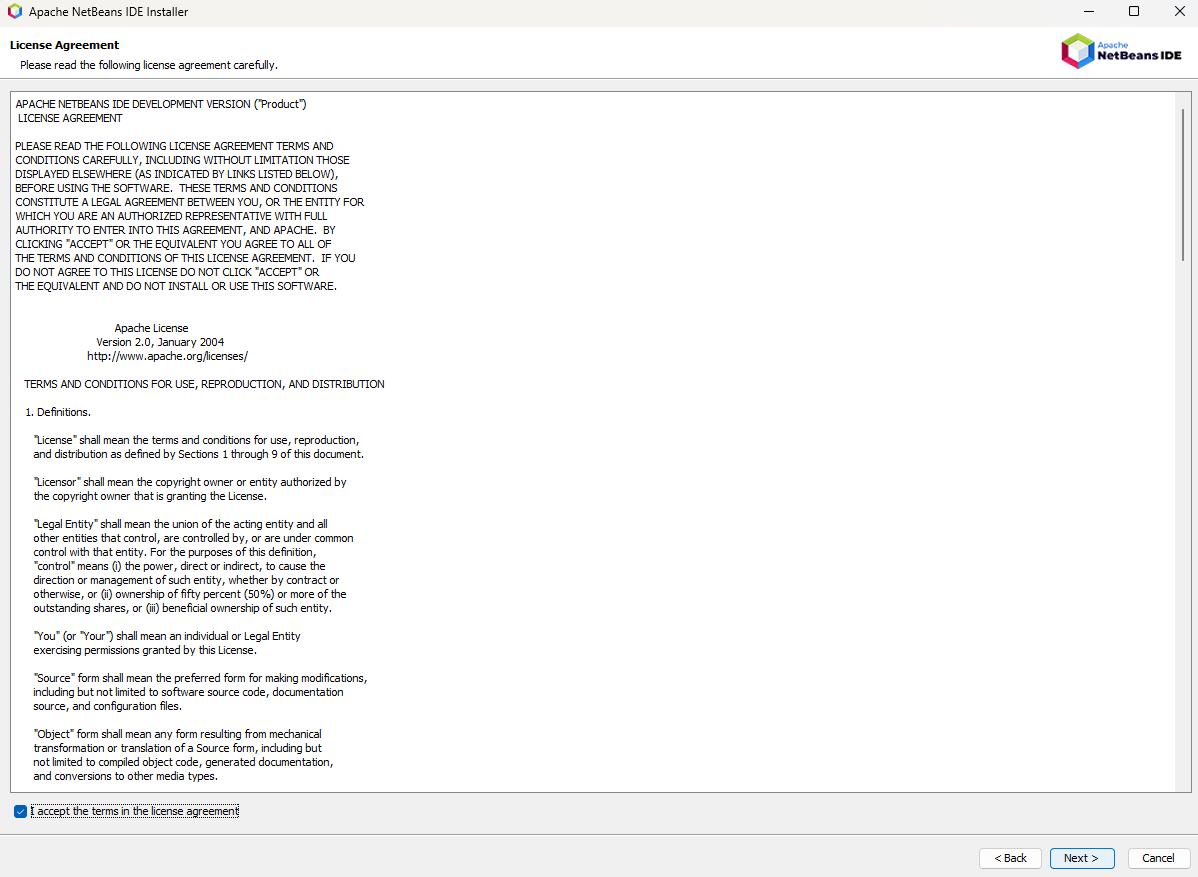 Apache NetBeans IDE Installer
License Agreement
Please read the following license agreement carefully.
Apache
NetBeans IDE
APACHE NETBEANS IDE DEVELOPMENT VERSION ("Product")
LICENSE AGREEMENT
PLEASE READ THE FOLLOWING LICENSE AGREEMENT TERMS AND
CONDITIONS CAREFULLY, INCLUDING WITHOUT LIMITATION THOSE
DISPLAYED ELSEWHERE (AS INDICATED BY LINKS LISTED BELOW),
BEFORE USING THE SOFTWARE.  THESE TERMS AND CONDITIONS
CONSTITUTE A LEGAL AGREEMENT BETWEEN YOU, OR THE ENTITY FOR
WHICH YOU ARE AN AUTHORIZED REPRESENTATIVE WITH FULL
AUTHORITY TO ENTER INTO THIS AGREEMENT, AND APACHE.  BY
CLICKING "ACCEPT" OR THE EQUIVALENT YOU AGREE TO ALL OF
THE TERMS AND CONDITIONS OF THIS LICENSE AGREEMENT.  IF YOU
DO NOT AGREE TO THIS LICENSE DO NOT CLICK "ACCEPT" OR
THE EQUIVALENT AND DO NOT INSTALL OR USE THIS SOFTWARE.
Apache License
Version 2.0, January 2004
http://www.apache.org/licenses/
TERMS AND CONDITIONS FOR USE, REPRODUCTION, AND DISTRIBUTION
1. Definitions.
"License" shall mean the terms and conditions for use, reproduction,
and distribution as defined by Sections 1 through 9 of this document.
"Licensor" shall mean the copyright owner or entity authorized by
the copyright owner that is granting the License.
"Legal Entity" shall mean the union of the acting entity and all
other entities that control, are controlled by, or are under common
control with that entity. For the purposes of this definition,
"control" means (i) the power, direct or indirect, to cause the
direction or management of such entity, whether by contract or
otherwise, or (ii) ownership of fifty percent (50%) or more of the
outstanding shares, or (iii) beneficial ownership of such entity.
"You" (or "Your") shall mean an individual or Legal Entity
exercising permissions granted by this License.
"Source" form shall mean the preferred form for making modifications,
including but not limited to software source code, documentation
source, and configuration files.
"Object" form shall mean any form resulting from mechanical
transformation or translation of a Source form, including but
not limited to compiled object code, generated documentation,
and conversions to other media types.
I accept the terms in the license agreement
< Back
Next >
Cancel